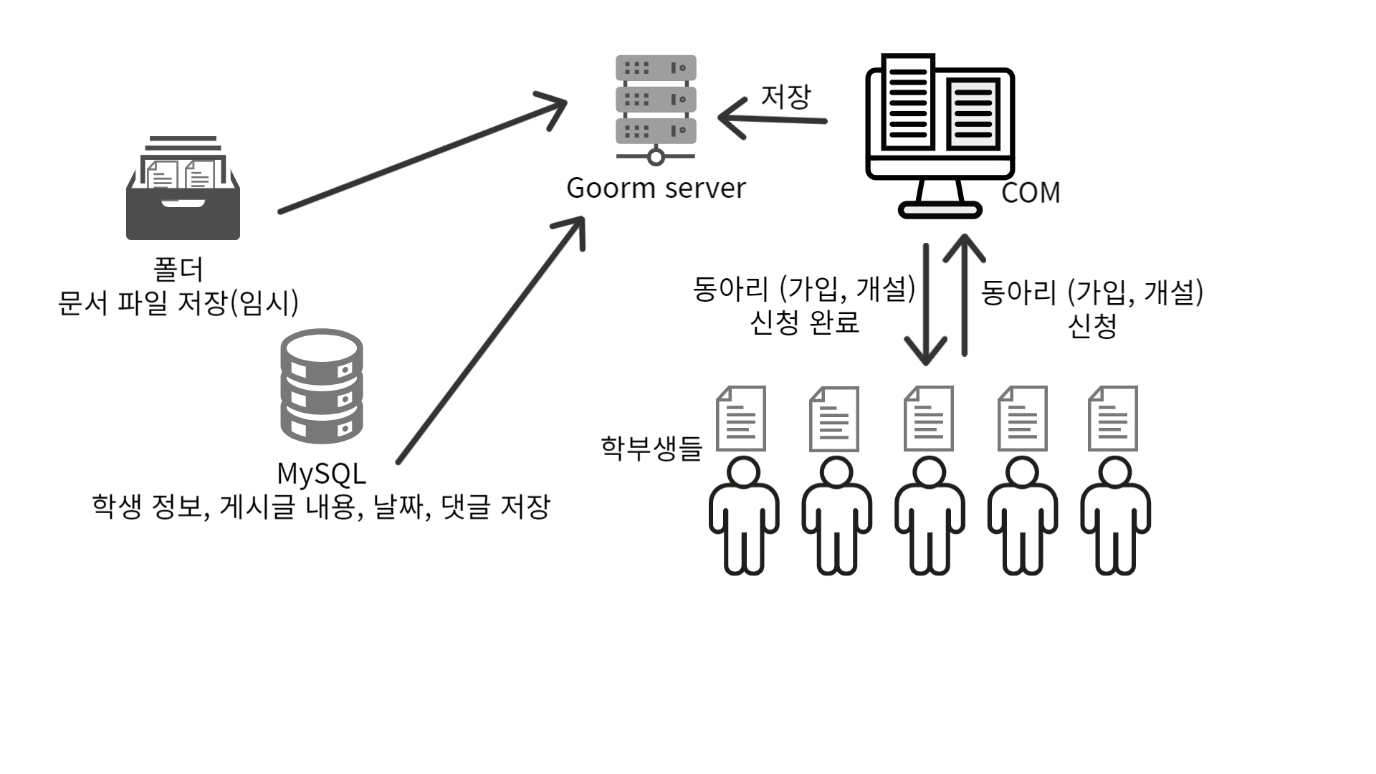 저장
Goorm server
COM
폴더
문서 파일 저장(임시)
동아리 (가입, 개설)
신청 완료
동아리 (가입, 개설)
신청
학부생들
MySQL
학생 정보, 게시글 내용, 날짜, 댓글 저장